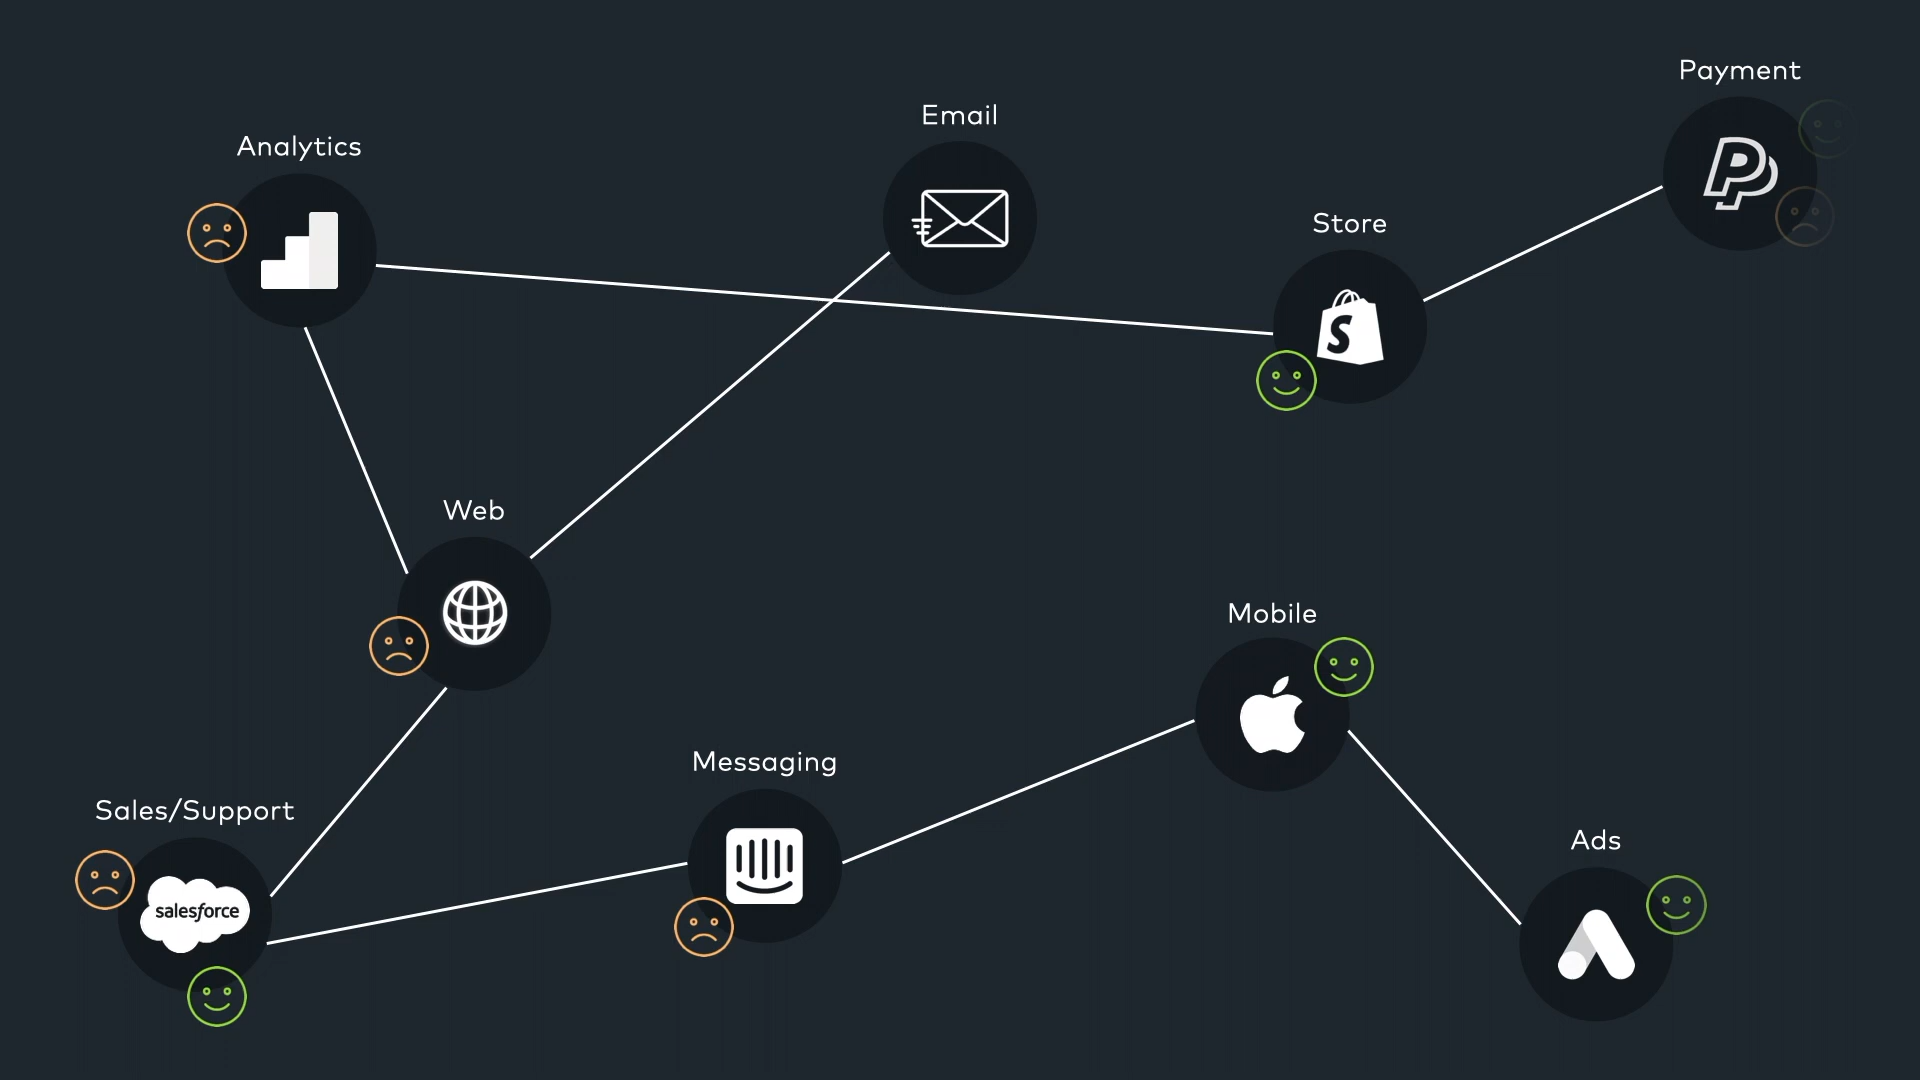 Payment
Email
Analytics
Store
Web
Mobile
Messaging
Sales/Support
Ads
salesforce